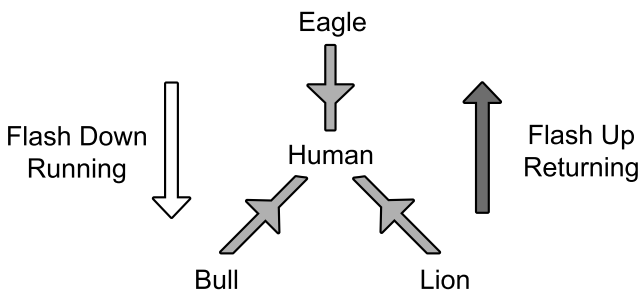 Eagle
Flash Down
Running
Human
Flash Up
Returning
Bull
Lion